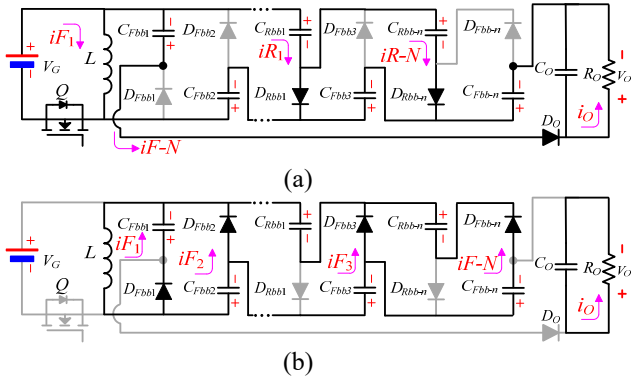 iF1 CFbb1 DFbb2 CRbb1 DFbb3 CRbb-n DFbb-n
+ − − − − −
VG L iR1 iR-N CO RO VO
Q DFbb1 CFbb2 DRbb1 CFbb3 DRbb-n CFbb-n iO
+ + + + + +
iF-N DO
(a)
CFbb1 DFbb2 CRbb1 DFbb3 CRbb-n DFbb-n
+ − − − −
VG L iF1 iF2 iF3 iF-N CO RO VO
Q DFbb1 CFbb2 DRbb1 CFbb3 DRbb-n CFbb-n iO
+ + + + + +
DO
(b)